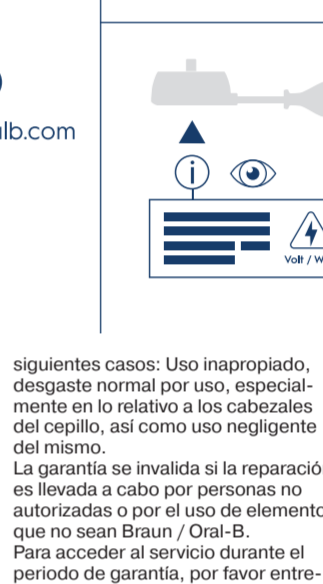 lb.com
i
Volt / W
siguientes casos: Uso inapropiado,
desgaste normal por uso, especial-
mente en lo relativo a los cabezales
del cepillo, así como uso negligente
del mismo.
La garantía se invalida si la reparació
es llevada a cabo por personas no
autorizadas o por el uso de elemento
que no sean Braun / Oral-B.
Para acceder al servicio durante el
periodo de garantía, por favor entre-